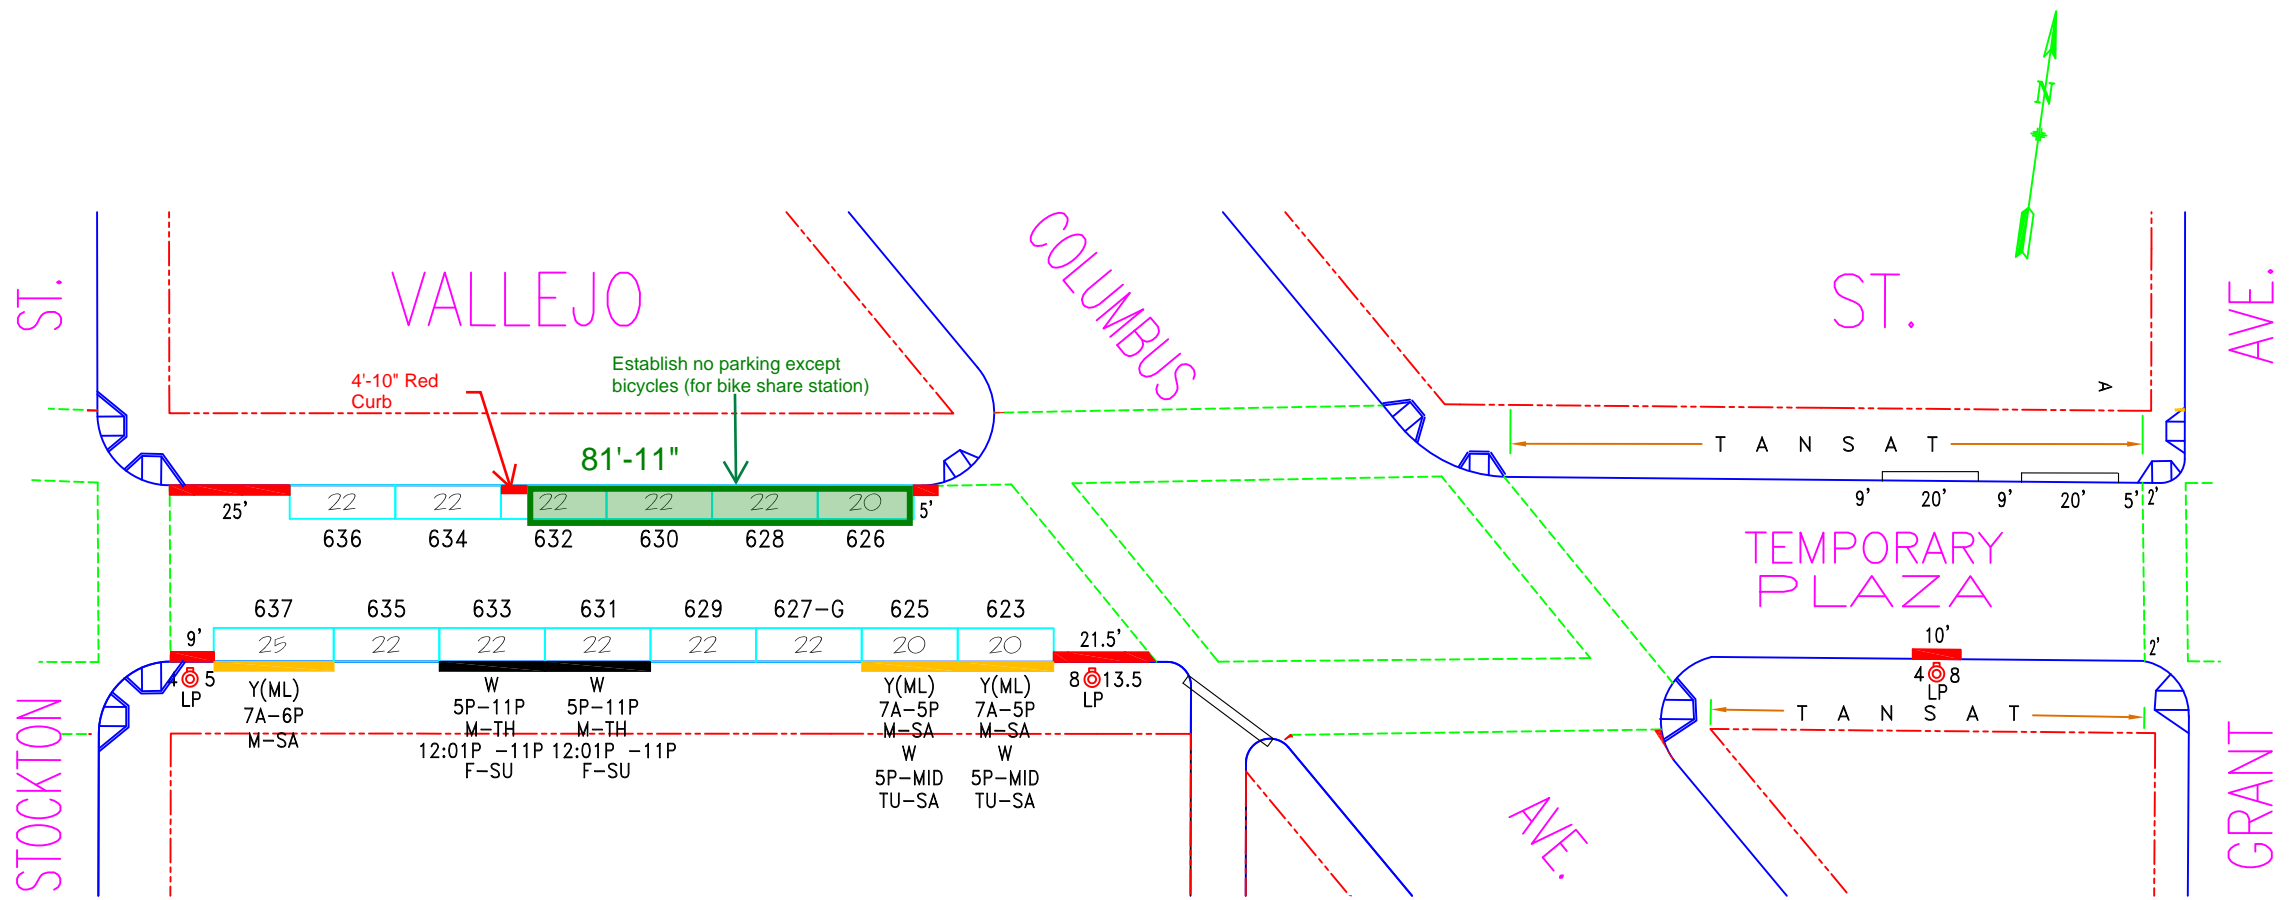 N
ST.
VALLEJO
COLUMBUS
ST.
AVE.
Establish no parking except
bicycles (for bike share station)
4'-10" Red
Curb
A
81'-11"
T A N S A T
25'
22
22
22
22
22
20
5'
9'
20'
9'
20'
5'
2'
636
634
632
630
628
626
TEMPORARY
PLAZA
637
635
633
631
629
627-G
625
623
9'
25
22
22
22
22
22
20
20
21.5'
10'
2'
4
5
LP
8
13.5
LP
4
8
LP
Y(ML)
7A-6P
M-SA
W
5P-11P
M-TH
12:01P -11P
F-SU
W
5P-11P
M-TH
12:01P -11P
F-SU
Y(ML)
7A-5P
M-SA
W
5P-MID
TU-SA
Y(ML)
7A-5P
M-SA
W
5P-MID
TU-SA
T A N S A T
STOCKTON
AVE.
GRANT